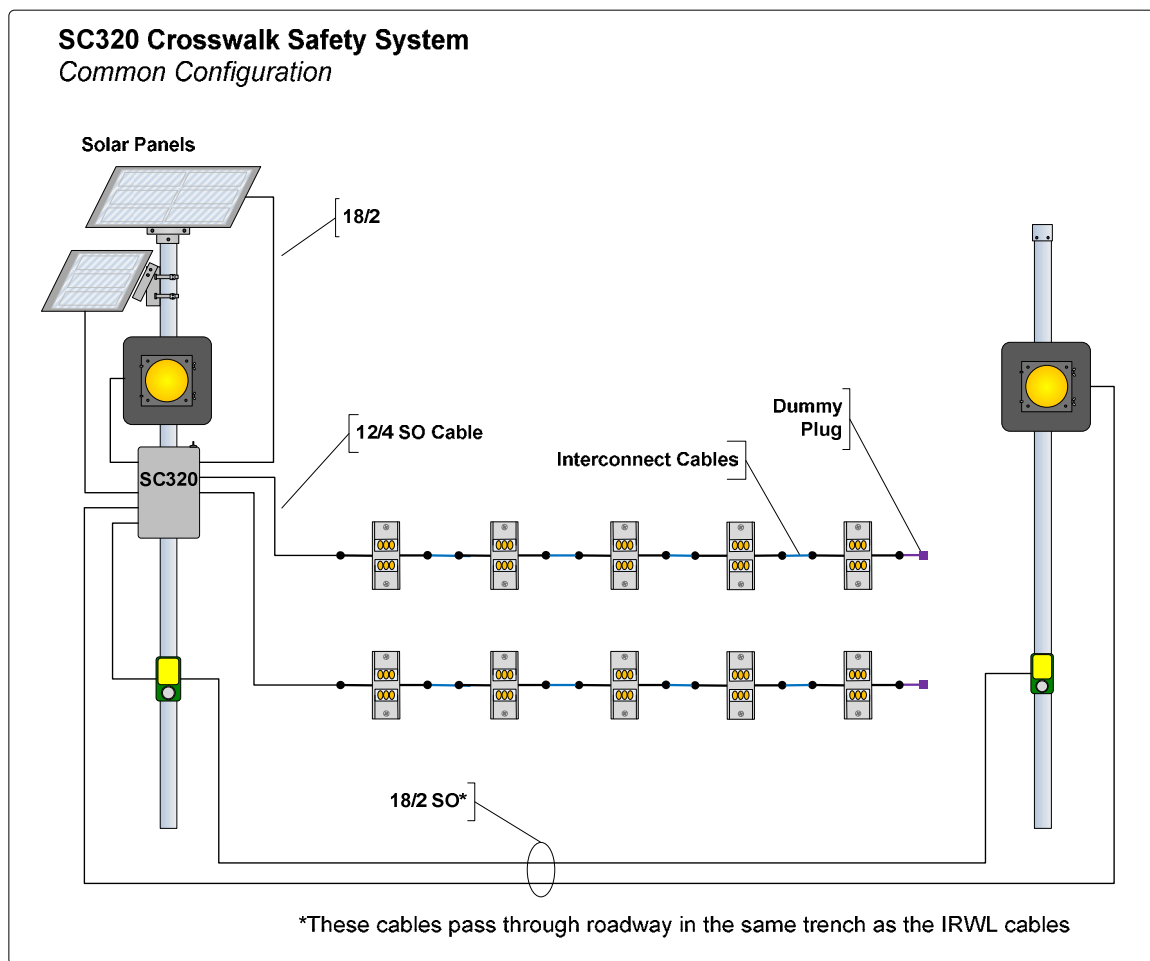 SC320 Crosswalk Safety System
Common Configuration
Solar Panels
18/2
12/4 SO Cable
Dummy
Plug
Interconnect Cables
SC320
18/2 SO*
*These cables pass through roadway in the same trench as the IRWL cables